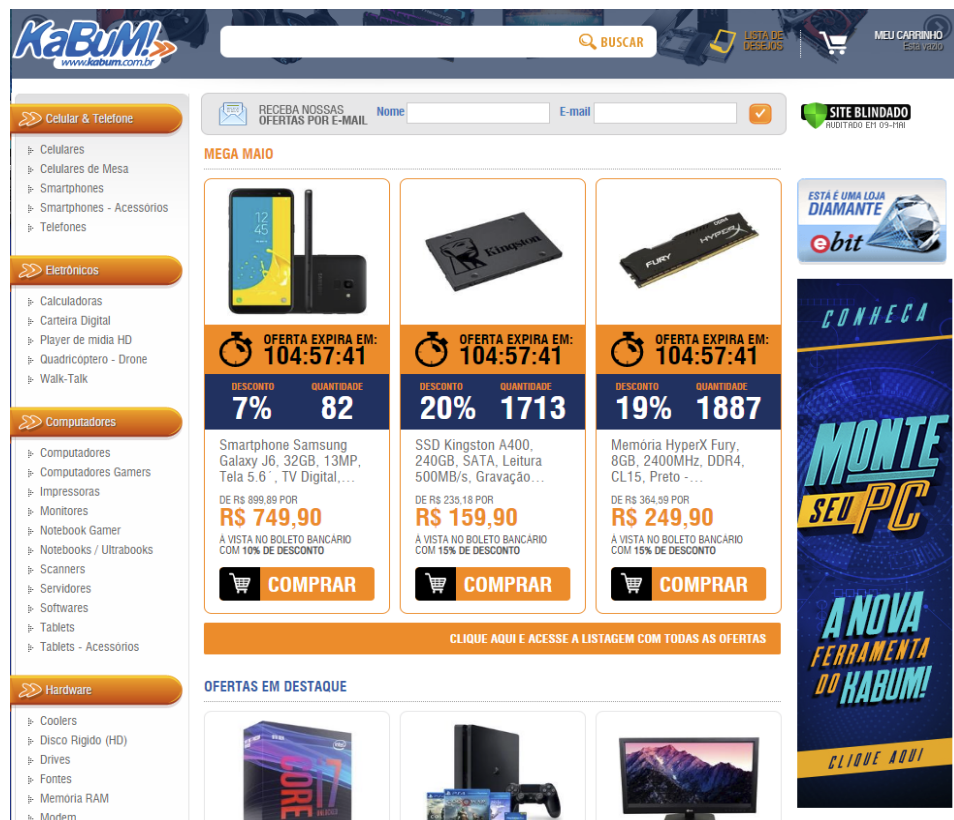 KaBuM!
www.kabum.com.br
BUSCAR
LISTA DE
DESEJOS
MEU CARRINHO
Está vazio
Celular & Telefone
Celulares
Celulares de Mesa
Smartphones
Smartphones - Acessórios
Telefones
Eletrônicos
Calculadoras
Carteira Digital
Player de mídia HD
Quadricóptero - Drone
Walk-Talk
Computadores
Computadores
Computadores Gamers
Impressoras
Monitores
Notebook Gamer
Notebooks / Ultrabooks
Scanners
Servidores
Softwares
Tablets
Tablets - Acessórios
Hardware
Coolers
Disco Rígido (HD)
Drives
Fontes
Memória RAM
Modem
RECEBA NOSSAS
OFERTAS POR E-MAIL
Nome
E-mail
MEGA MAIO
12
45
OFERTA EXPIRA EM:
104:57:41
DESCONTO QUANTIDADE
7% 82
Smartphone Samsung
Galaxy J6, 32GB, 13MP,
Tela 5.6´, TV Digital,...
DE R$ 899,89 POR
R$ 749,90
À VISTA NO BOLETO BANCÁRIO
COM 10% DE DESCONTO
COMPRAR
Kingston
OFERTA EXPIRA EM:
104:57:41
DESCONTO QUANTIDADE
20% 1713
SSD Kingston A400,
240GB, SATA, Leitura
500MB/s, Gravação...
DE R$ 235,18 POR
R$ 159,90
À VISTA NO BOLETO BANCÁRIO
COM 15% DE DESCONTO
COMPRAR
FURY
HYPERX
DDR4
OFERTA EXPIRA EM:
104:57:41
DESCONTO QUANTIDADE
19% 1887
Memória HyperX Fury,
8GB, 2400MHz, DDR4,
CL15, Preto -...
DE R$ 364,59 POR
R$ 249,90
À VISTA NO BOLETO BANCÁRIO
COM 15% DE DESCONTO
COMPRAR
CLIQUE AQUI E ACESSE A LISTAGEM COM TODAS AS OFERTAS
OFERTAS EM DESTAQUE
CORE
i7
SITE BLINDADO
AUDITADO EM 09-MAI
ESTÁ É UMA LOJA
DIAMANTE
ebit
CONHEÇA
MONTE
SEU PC
A NOVA
FERRAMENTA
DO KABUM!
CLIQUE AQUI